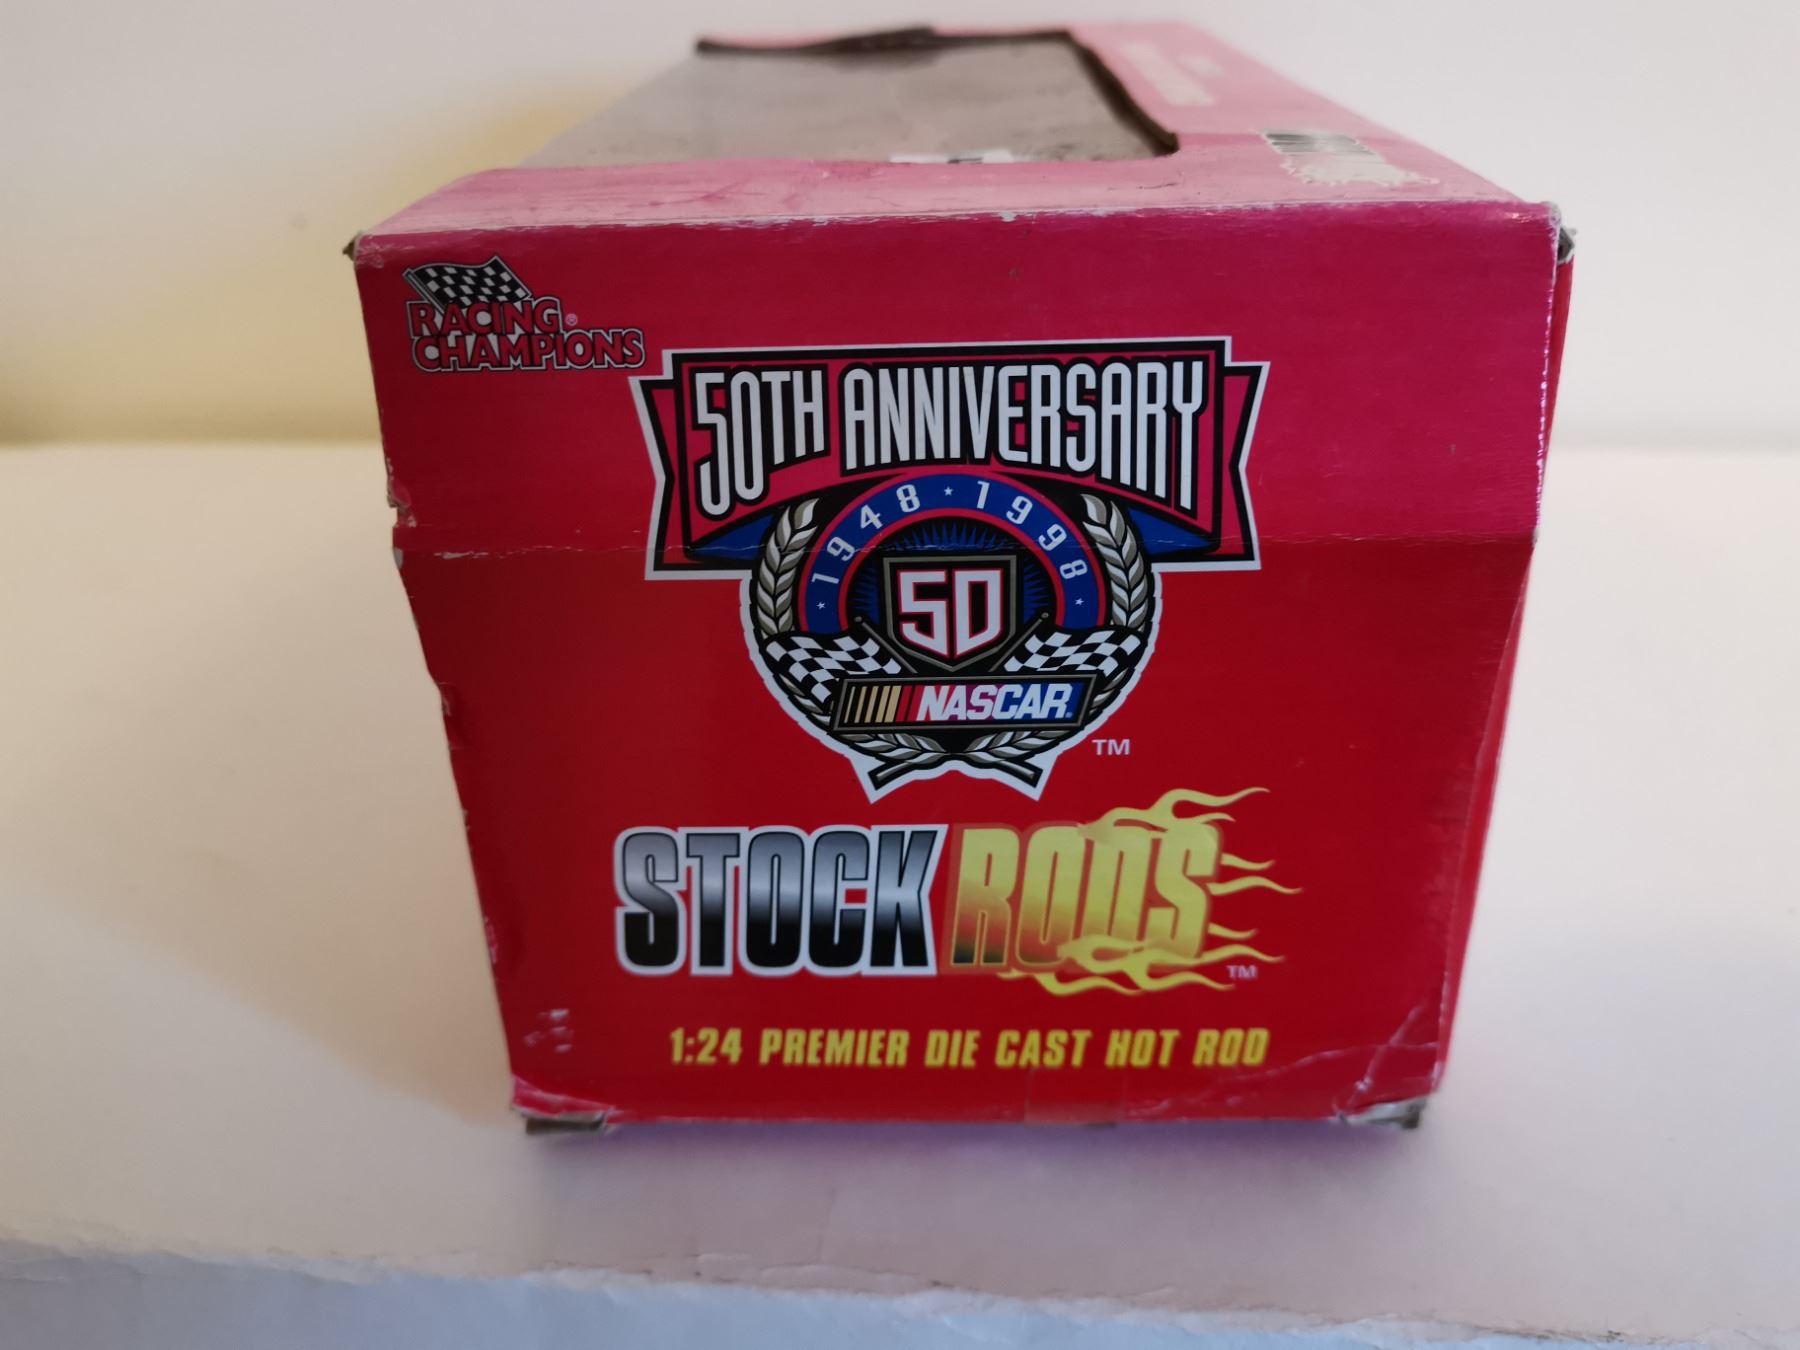 RACING®
CHAMPIONS
50TH ANNIVERSARY
1948 ★ 1998
50
NASCAR®
TM
STOCK RODS
TM
1:24 PREMIER DIE CAST HOT ROD